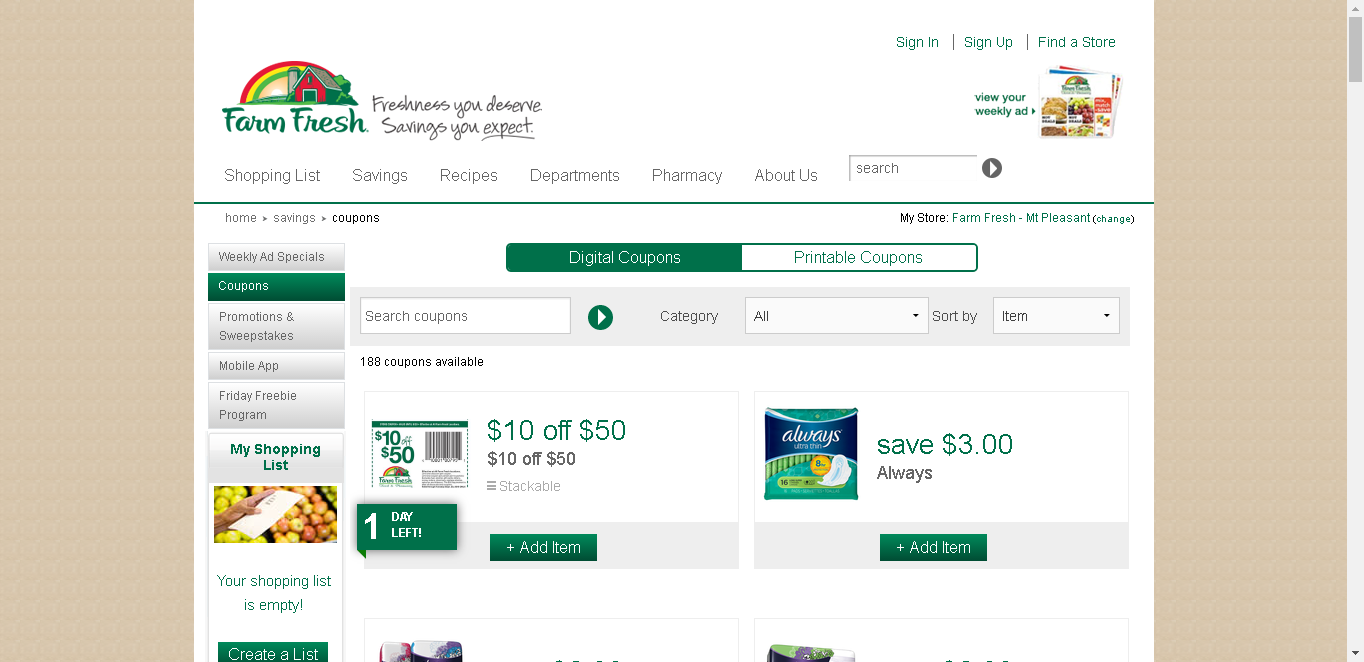 Sign In
Sign Up
Find a Store
Farm Fresh
Freshness you deserve.
Savings you expect.
view your
weekly ad
Shopping List
Savings
Recipes
Departments
Pharmacy
About Us
search
home
savings
coupons
My Store: Farm Fresh - Mt Pleasant (change)
Weekly Ad Specials
Coupons
Promotions &
Sweepstakes
Mobile App
Friday Freebie
Program
My Shopping
List
Your shopping list
is empty!
Create a List
Digital Coupons
Printable Coupons
Search coupons
Category
All
Sort by
Item
188 coupons available
$10 off
$50
Farm Fresh
$10 off $50
$10 off $50
Stackable
1 DAY
LEFT!
+ Add Item
always
ultra thin
16
save $3.00
Always
+ Add Item